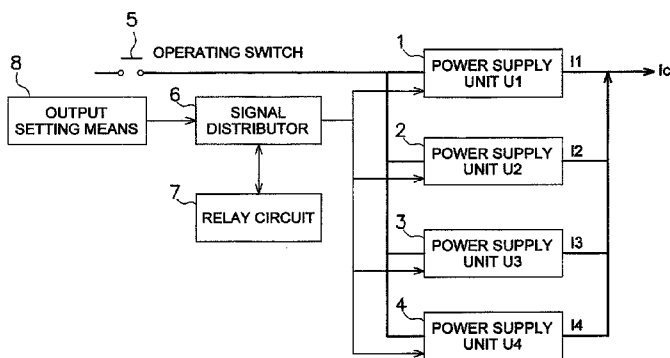 5
OPERATING SWITCH
8
OUTPUT
SETTING MEANS
6
SIGNAL
DISTRIBUTOR
7
RELAY CIRCUIT
1
POWER SUPPLY
UNIT U1
I1
Ic
2
POWER SUPPLY
UNIT U2
I2
3
POWER SUPPLY
UNIT U3
I3
4
POWER SUPPLY
UNIT U4
I4